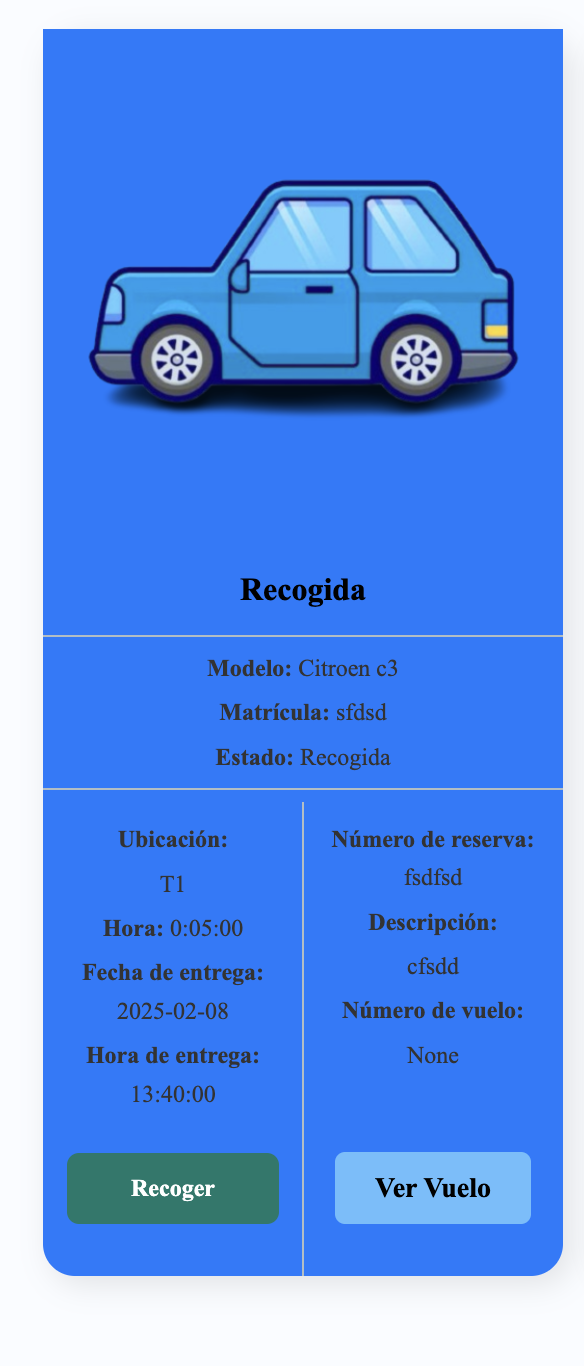 Recogida
Modelo: Citroen c3
Matrícula: sfdsd
Estado: Recogida
Ubicación:
T1
Hora: 0:05:00
Fecha de entrega:
2025-02-08
Hora de entrega:
13:40:00
Recoger
Número de reserva:
fsdfsd
Descripción:
cfsdd
Número de vuelo:
None
Ver Vuelo